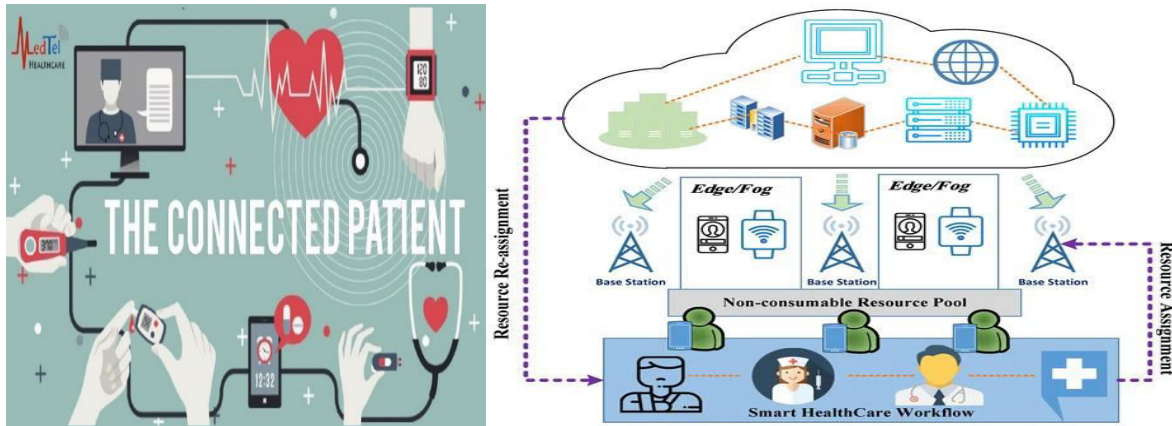 MedTel
HEALTHCARE
120
80
THE CONNECTED PATIENT
12:32
Resource Re-assignment
Edge/Fog
Edge/Fog
Base Station
Base Station
Base Station
Non-consumable Resource Pool
Smart HealthCare Workflow
Resource Assignment